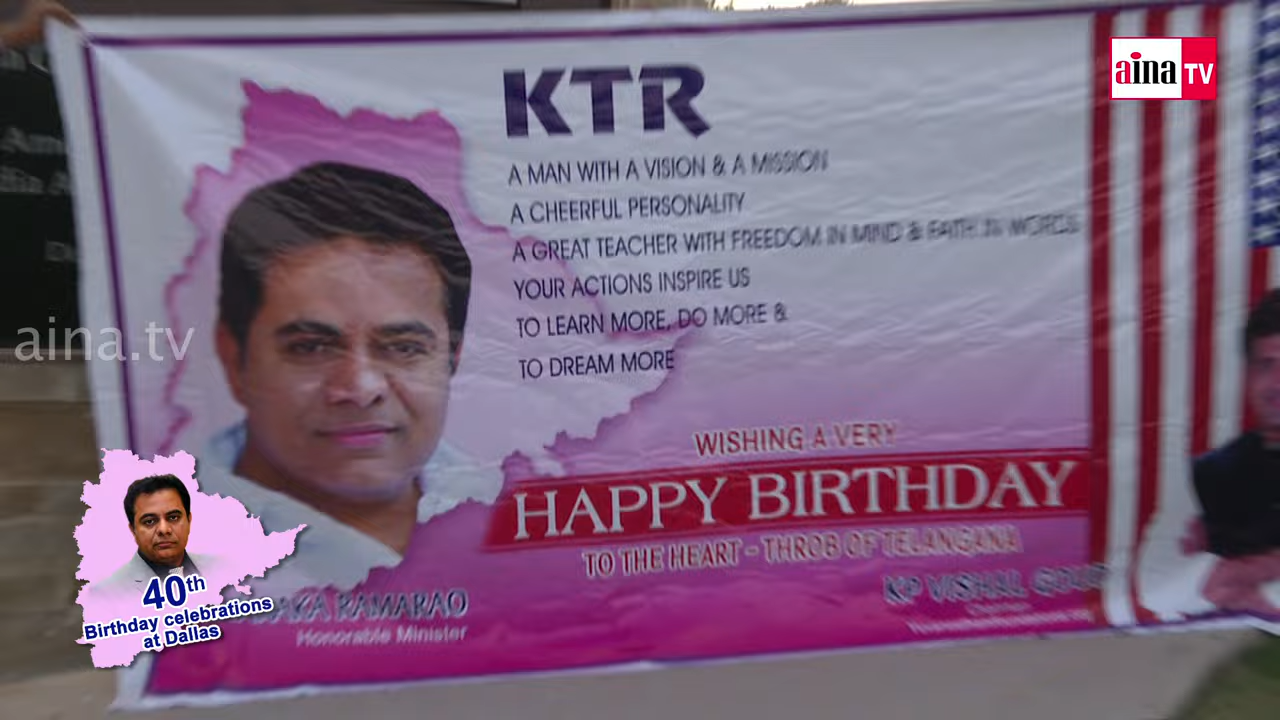 aina TV
KTR
A MAN WITH A VISION & A MISSION
A CHEERFUL PERSONALITY
A GREAT TEACHER WITH FREEDOM IN MIND & FAITH IN WORDS
YOUR ACTIONS INSPIRE US
TO LEARN MORE, DO MORE &
TO DREAM MORE
aina.tv
WISHING A VERY
HAPPY BIRTHDAY
TO THE HEART - THROB OF TELANGANA
KP VISHAL
RAMARAO
Honorable Minister
40th
Birthday celebrations
at Dallas